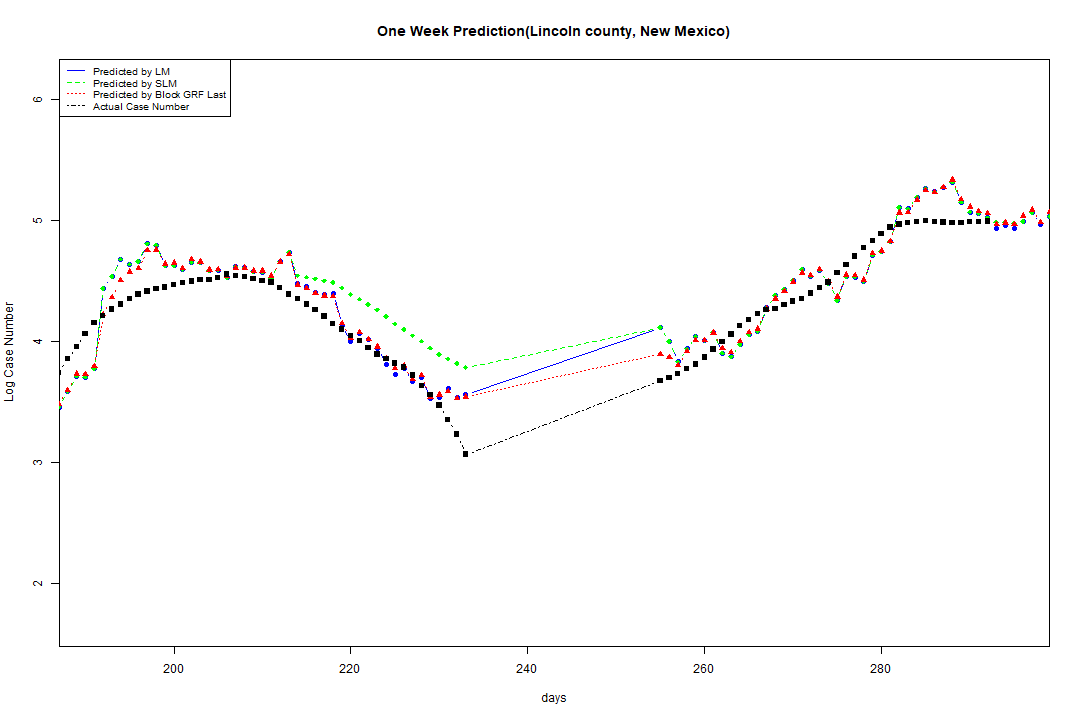 One Week Prediction(Lincoln county, New Mexico)
Predicted by LM
Predicted by SLM
Predicted by Block GRF Last
Actual Case Number
6
5
4
3
2
Log Case Number
200
220
240
260
280
days